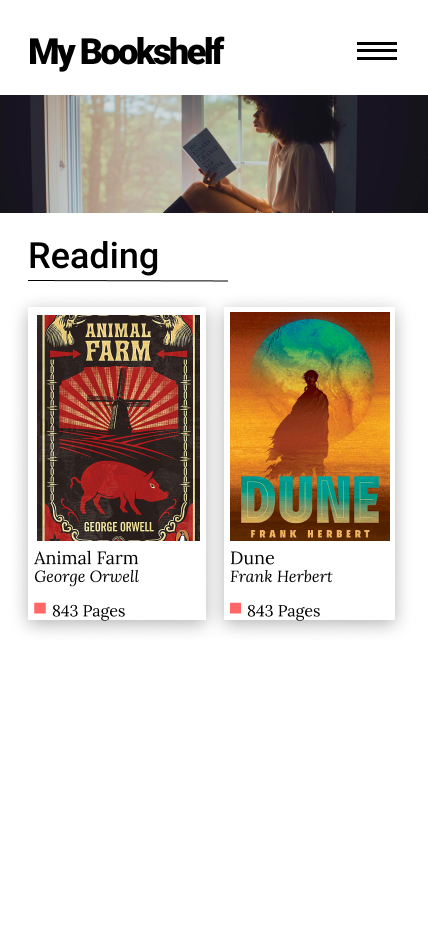 My Bookshelf
Reading
ANIMAL
FARM
GEORGE ORWELL
Animal Farm
George Orwell
843 Pages
DUNE
FRANK HERBERT
Dune
Frank Herbert
843 Pages